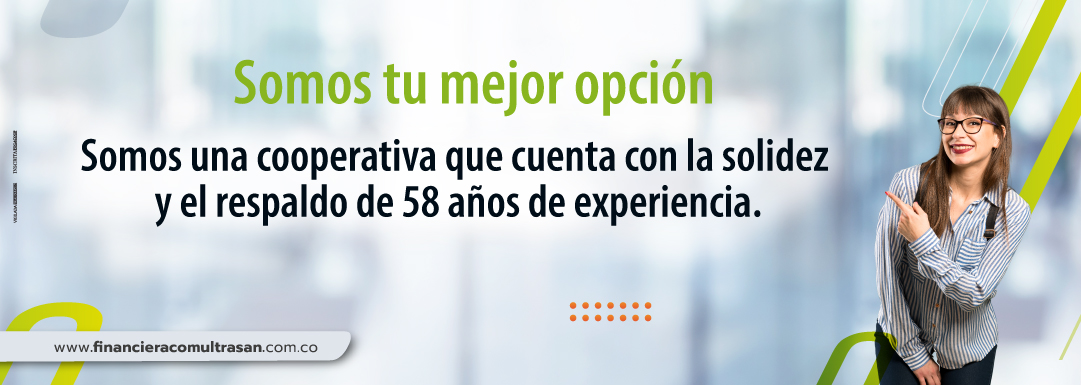 Somos tu mejor opción
Somos una cooperativa que cuenta con la solidez
y el respaldo de 58 años de experiencia.
www.financieracomultrasan.com.co